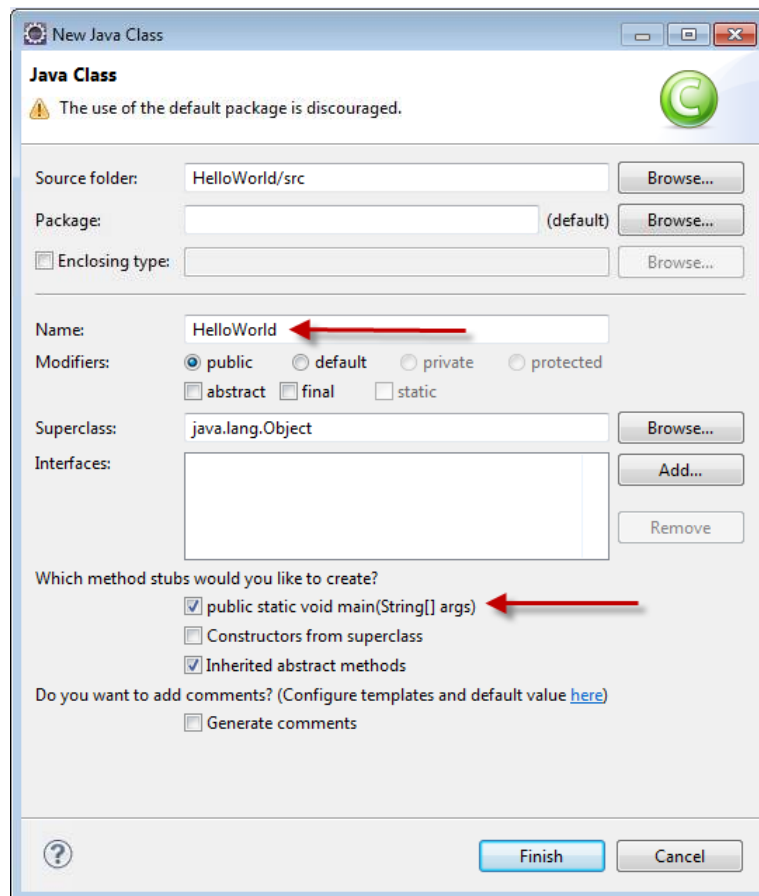 New Java Class
Java Class
The use of the default package is discouraged.
Source folder: HelloWorld/src Browse...
Package: (default) Browse...
Enclosing type: Browse...
Name: HelloWorld
Modifiers: public default private protected
abstract final static
Superclass: java.lang.Object Browse...
Interfaces: Add...
Remove
Which method stubs would you like to create?
public static void main(String[] args)
Constructors from superclass
Inherited abstract methods
Do you want to add comments? (Configure templates and default value here)
Generate comments
? Finish Cancel